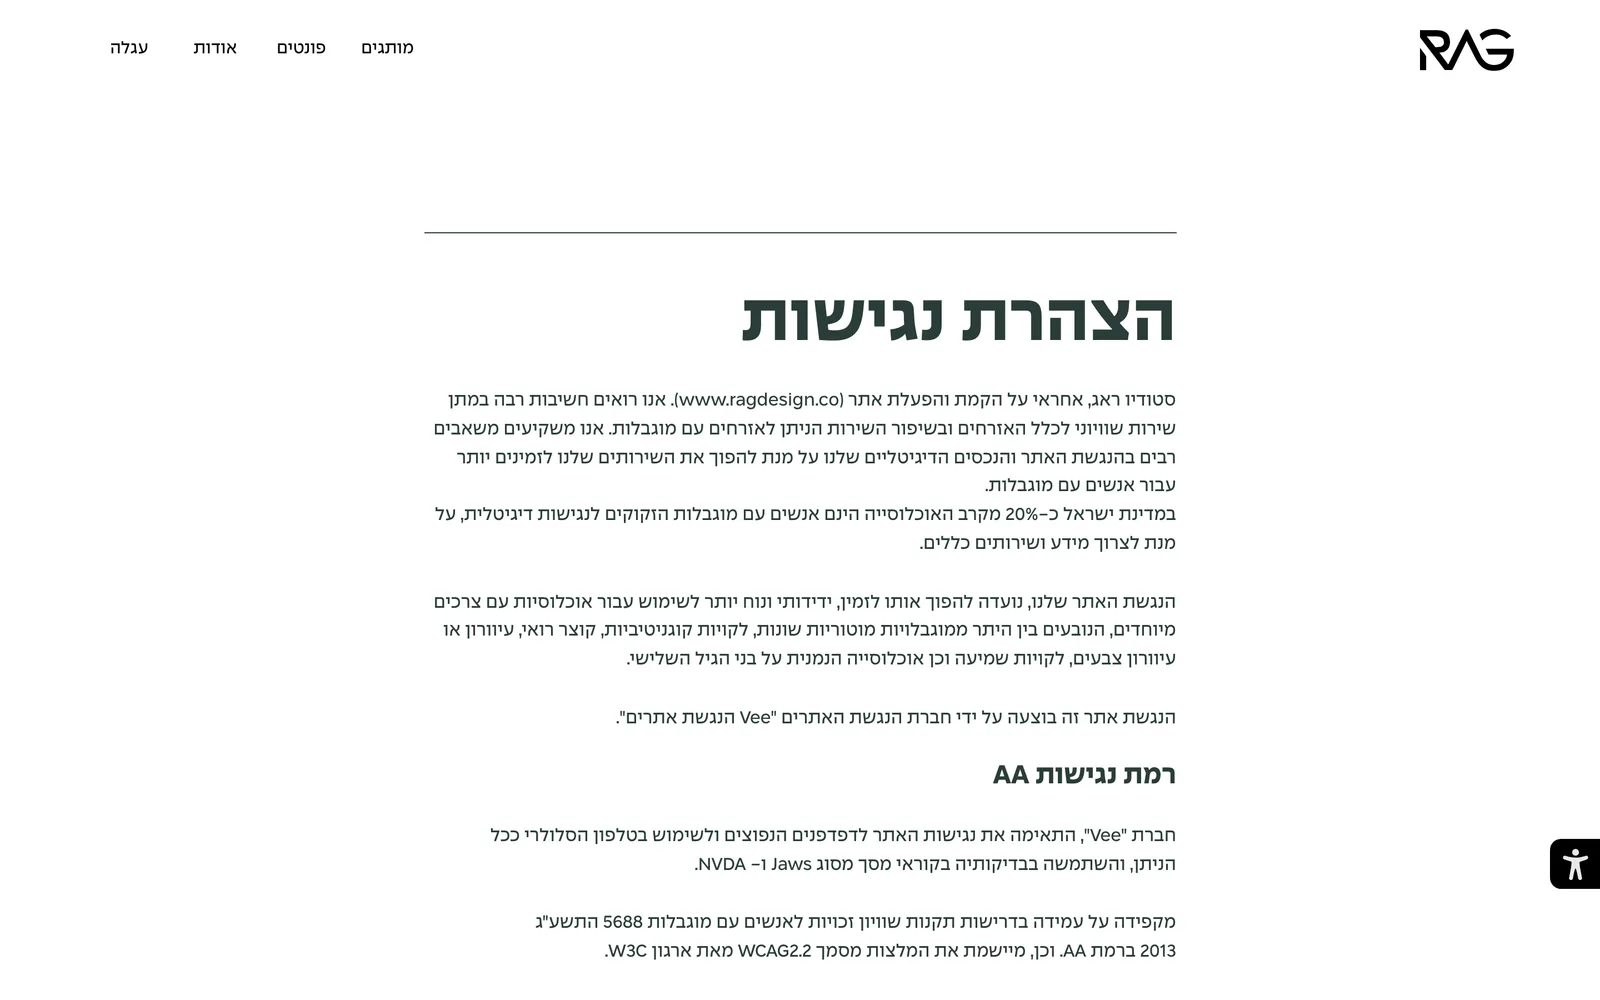 RAG
מותגים
פונטים
אודות
עגלה
הצהרת נגישות
סטודיו ראג, אחראי על הקמת והפעלת אתר (www.ragdesign.co). אנו רואים חשיבות רבה במתן
שירות שוויוני לכלל האזרחים ובשיפור השירות הניתן לאזרחים עם מוגבלות. אנו משקיעים משאבים
רבים בהנגשת האתר והנכסים הדיגיטליים שלנו על מנת להפוך את השירותים שלנו לזמינים יותר
עבור אנשים עם מוגבלות.
במדינת ישראל כ–20% מקרב האוכלוסייה הינם אנשים עם מוגבלות הזקוקים לנגישות דיגיטלית, על
מנת לצרוך מידע ושירותים כללים.
הנגשת האתר שלנו, נועדה להפוך אותו לזמין, ידידותי ונוח יותר לשימוש עבור אוכלוסיות עם צרכים
מיוחדים, הנובעים בין היתר ממוגבלויות מוטוריות שונות, לקויות קוגניטיביות, קוצר רואי, עיוורון או
עיוורון צבעים, לקויות שמיעה וכן אוכלוסייה הנמנית על בני הגיל השלישי.
הנגשת אתר זה בוצעה על ידי חברת הנגשת האתרים "Vee הנגשת אתרים".
רמת נגישות AA
חברת "Vee", התאימה את נגישות האתר לדפדפנים הנפוצים ולשימוש בטלפון הסלולרי ככל
הניתן, והשתמשה בבדיקותיה בקוראי מסך מסוג Jaws ו– NVDA.
מקפידה על עמידה בדרישות תקנות שוויון זכויות לאנשים עם מוגבלות 5688 התשע"ג
2013 ברמת AA. וכן, מיישמת את המלצות מסמך WCAG2.2 מאת ארגון W3C.